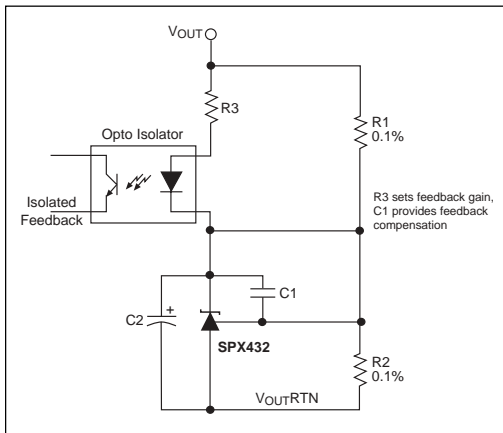 VOUT
R3
R1
0.1%
Opto Isolator
Isolated
Feedback
R3 sets feedback gain,
C1 provides feedback
compensation
C1
C2
+
SPX432
R2
0.1%
VOUTRTN